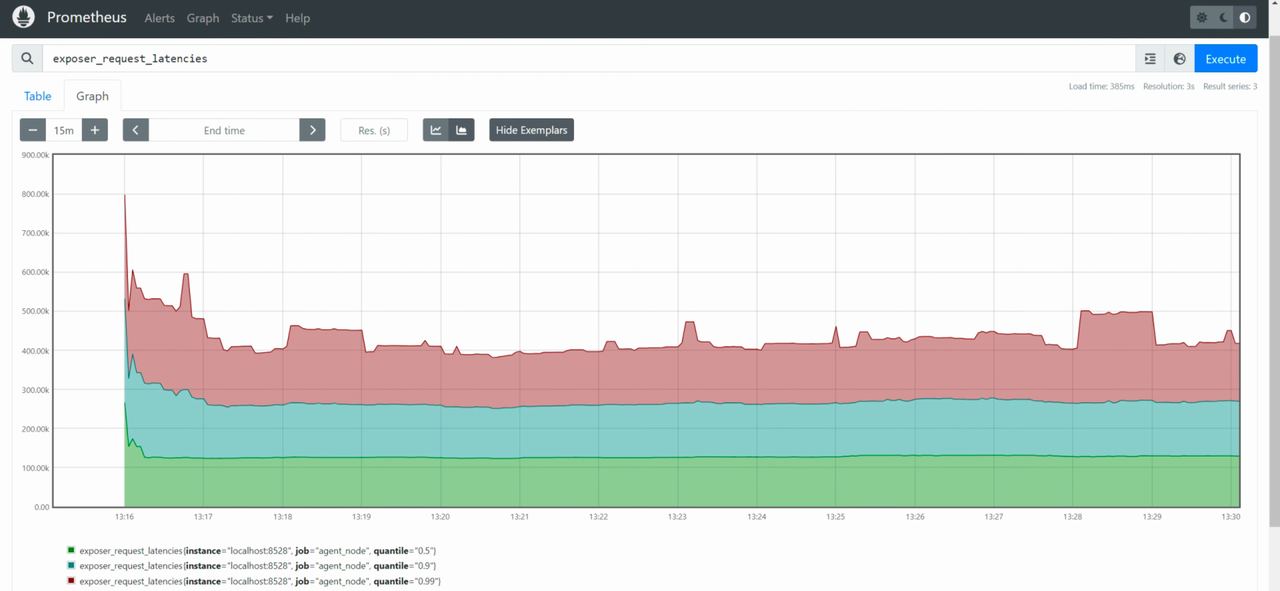 Prometheus Alerts Graph Status Help
exposer_request_latencies Execute
Load time: 385ms Resolution: 3s Result series: 3
Table Graph
15m End time Res. (s) Hide Exemplars
900.00k
800.00k
700.00k
600.00k
500.00k
400.00k
300.00k
200.00k
100.00k
0.00
13:16 13:17 13:18 13:19 13:20 13:21 13:22 13:23 13:24 13:25 13:26 13:27 13:28 13:29 13:30
exposer_request_latencies{instance="localhost:8528", job="agent_node", quantile="0.5"}
exposer_request_latencies{instance="localhost:8528", job="agent_node", quantile="0.9"}
exposer_request_latencies{instance="localhost:8528", job="agent_node", quantile="0.99"}